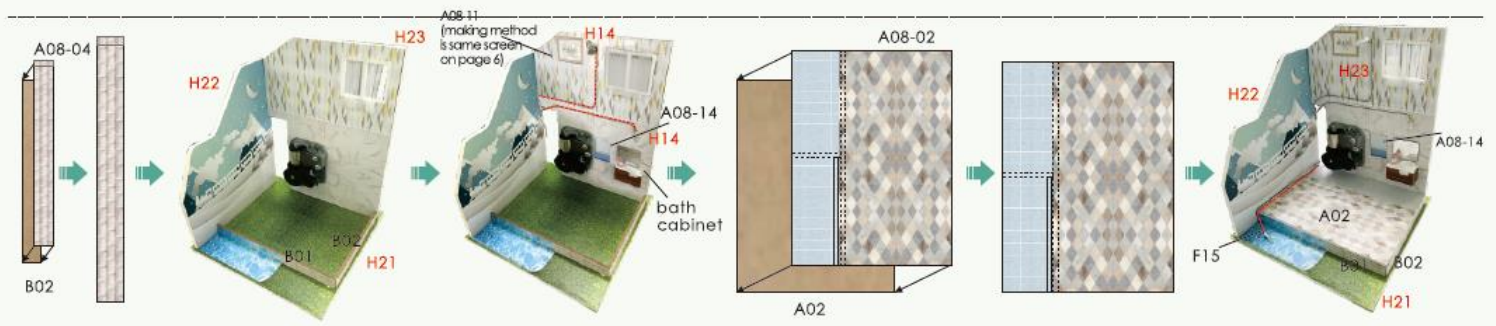 A08-04
B02
H22
H23
B01
B02
H21
A08-11
(making method
is same sareen
on page 6)
H14
A08-14
H14
bath
cabinet
A08-02
A02
H22
H23
A08-14
A02
F15
B01
B02
H21